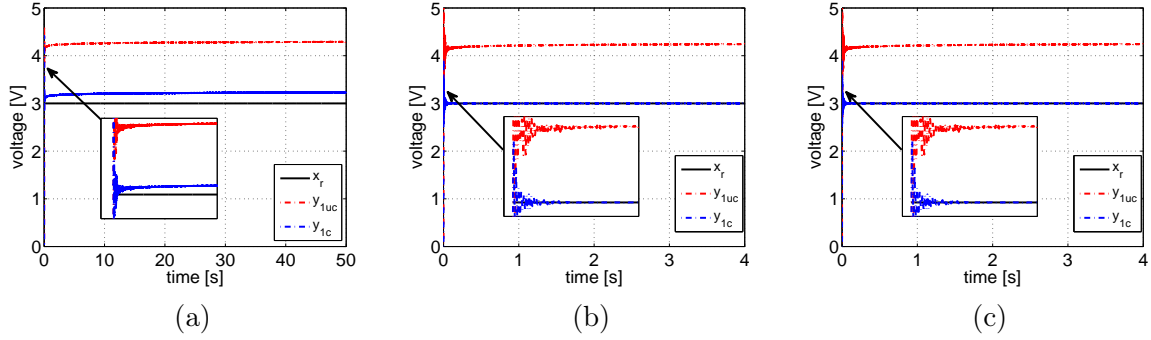 5
4
3
2
1
0
voltage [V]
0 10 20 30 40 50
time [s]
x_r
y_1uc
y_1c
(a)
5
4
3
2
1
0
voltage [V]
0 1 2 3 4
time [s]
x_r
y_1uc
y_1c
(b)
5
4
3
2
1
0
voltage [V]
0 1 2 3 4
time [s]
x_r
y_1uc
y_1c
(c)